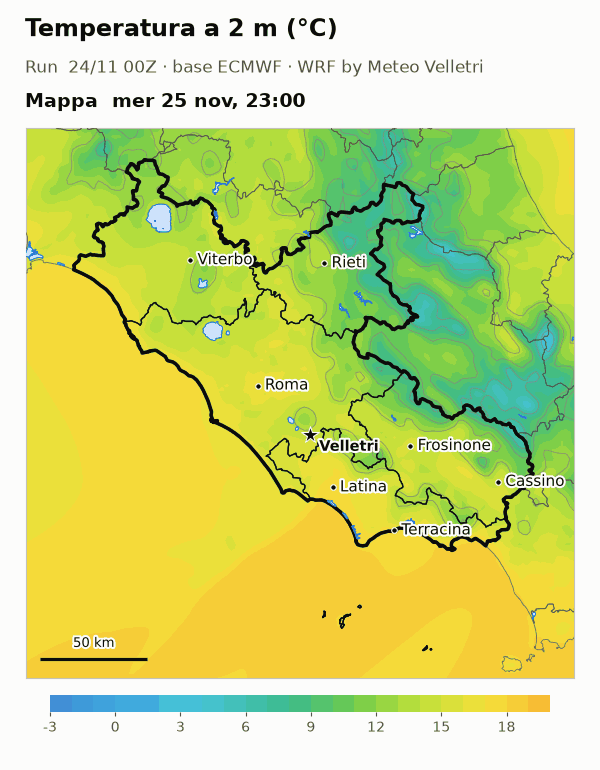 Temperatura a 2 m (°C)
Run  24/11 00Z · base ECMWF · WRF by Meteo Velletri
Mappa  mer 25 nov, 23:00
Viterbo
Rieti
Roma
Velletri
Frosinone
Cassino
Latina
Terracina
50 km
-3 0 3 6 9 12 15 18